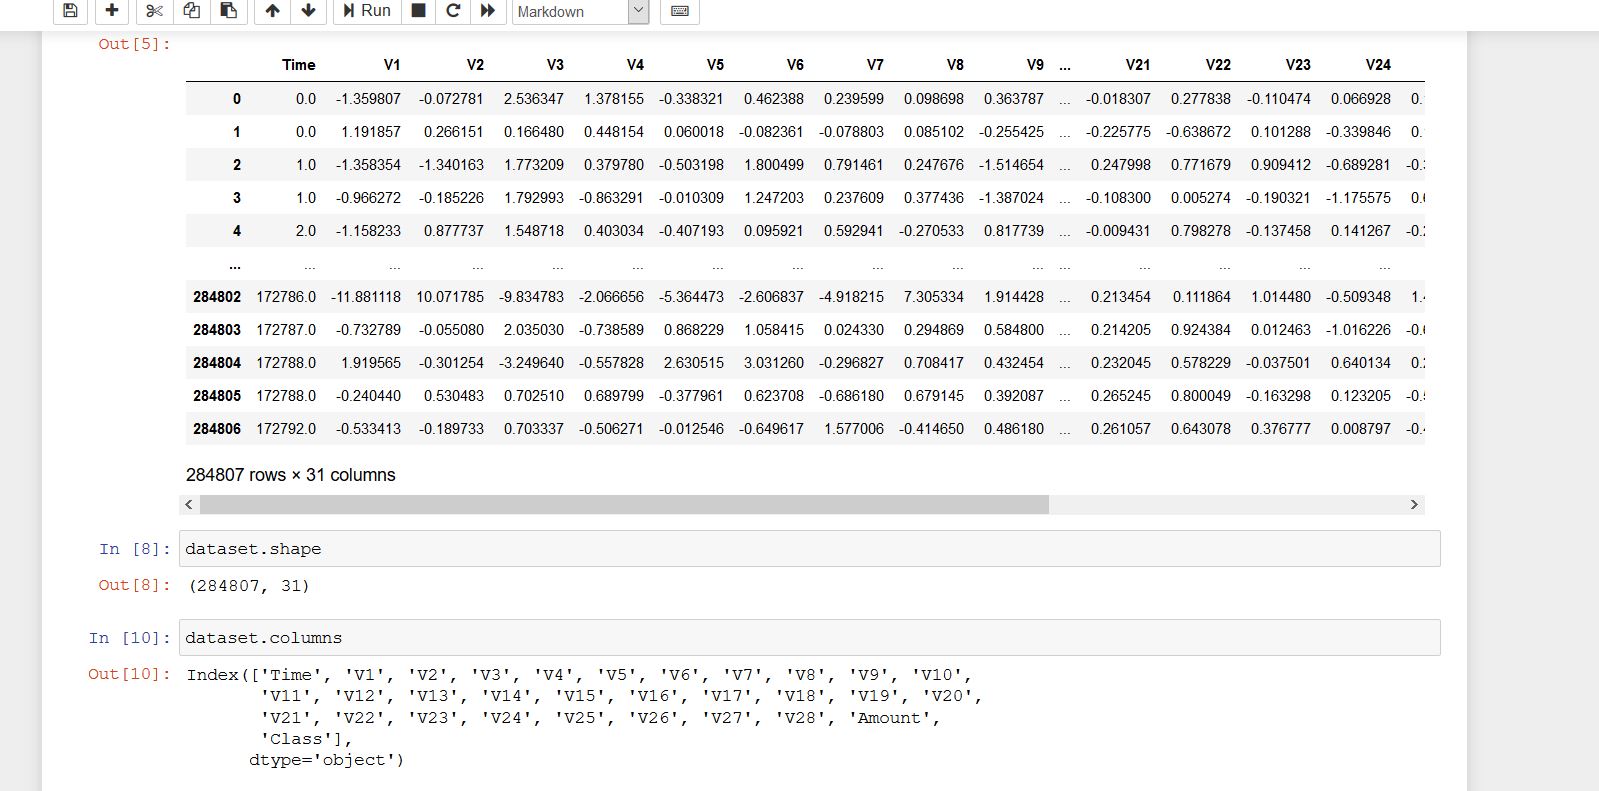 Run Markdown
Out[5]:
Time V1 V2 V3 V4 V5 V6 V7 V8 V9 ... V21 V22 V23 V24
0 0.0 -1.359807 -0.072781 2.536347 1.378155 -0.338321 0.462388 0.239599 0.098698 0.363787 ... -0.018307 0.277838 -0.110474 0.066928 0.
1 0.0 1.191857 0.266151 0.166480 0.448154 0.060018 -0.082361 -0.078803 0.085102 -0.255425 ... -0.225775 -0.638672 0.101288 -0.339846 0.
2 1.0 -1.358354 -1.340163 1.773209 0.379780 -0.503198 1.800499 0.791461 0.247676 -1.514654 ... 0.247998 0.771679 0.909412 -0.689281 -0.
3 1.0 -0.966272 -0.185226 1.792993 -0.863291 -0.010309 1.247203 0.237609 0.377436 -1.387024 ... -0.108300 0.005274 -0.190321 -1.175575 0.
4 2.0 -1.158233 0.877737 1.548718 0.403034 -0.407193 0.095921 0.592941 -0.270533 0.817739 ... -0.009431 0.798278 -0.137458 0.141267 -0.
... ... ... ... ... ... ... ... ... ... ... ... ... ... ... ...
284802 172786.0 -11.881118 10.071785 -9.834783 -2.066656 -5.364473 -2.606837 -4.918215 7.305334 1.914428 ... 0.213454 0.111864 1.014480 -0.509348 1.
284803 172787.0 -0.732789 -0.055080 2.035030 -0.738589 0.868229 1.058415 0.024330 0.294869 0.584800 ... 0.214205 0.924384 0.012463 -1.016226 -0.
284804 172788.0 1.919565 -0.301254 -3.249640 -0.557828 2.630515 3.031260 -0.296827 0.708417 0.432454 ... 0.232045 0.578229 -0.037501 0.640134 0.
284805 172788.0 -0.240440 0.530483 0.702510 0.689799 -0.377961 0.623708 -0.686180 0.679145 0.392087 ... 0.265245 0.800049 -0.163298 0.123205 -0.
284806 172792.0 -0.533413 -0.189733 0.703337 -0.506271 -0.012546 -0.649617 1.577006 -0.414650 0.486180 ... 0.261057 0.643078 0.376777 0.008797 -0.
284807 rows × 31 columns
In [8]: dataset.shape
Out[8]: (284807, 31)
In [10]: dataset.columns
Out[10]: Index(['Time', 'V1', 'V2', 'V3', 'V4', 'V5', 'V6', 'V7', 'V8', 'V9', 'V10',
'V11', 'V12', 'V13', 'V14', 'V15', 'V16', 'V17', 'V18', 'V19', 'V20',
'V21', 'V22', 'V23', 'V24', 'V25', 'V26', 'V27', 'V28', 'Amount',
'Class'],
dtype='object')